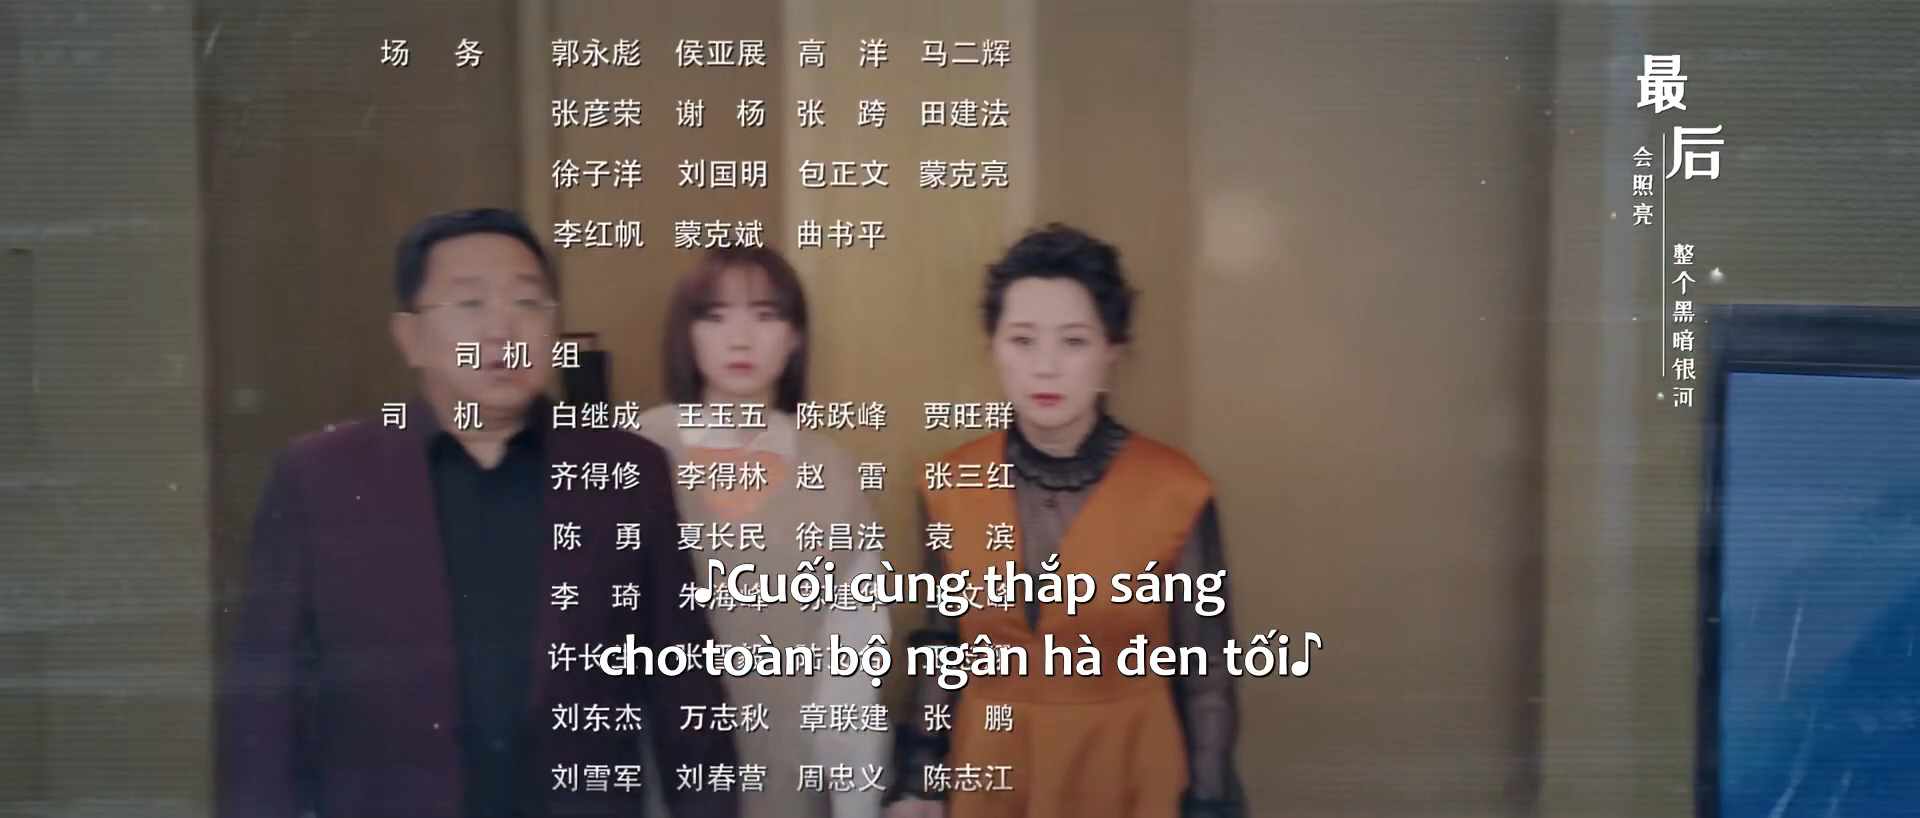 场 务 郭永彪 侯亚展 高 洋 马二辉
张彦荣 谢 杨 张 跨 田建法
徐子洋 刘国明 包正文 蒙克亮
李红帆 蒙克斌 曲书平
司机组
司 机 白继成 王玉五 陈跃峰 贾旺群
齐得修 李得林 赵 雷 张三红
陈 勇 夏长民 徐昌法 袁 滨
李 琦 朱海峰
许长
刘东杰 万志秋 章联建 张 鹏
刘雪军 刘春营 周忠义 陈志江
最后
会照亮
整个黑暗银河
♪Cuối cùng thắp sáng
cho toàn bộ ngân hà đen tối♪